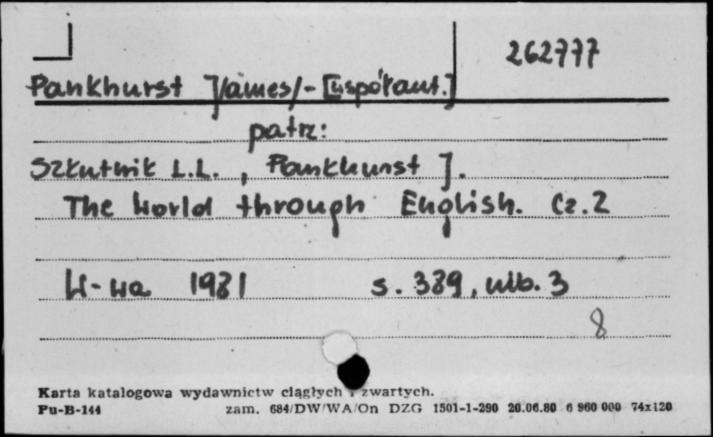 262777
Pankhurst J/ames/ - [współaut.]
patrz:
Szkutnik L.L., Pankhurst J.
The World through English. Cz. 2
W-wa 1981 s. 389, nlb. 3
8
Karta katalogowa wydawnictw ciągłych i zwartych.
Pu-B-144 zam. 684/DW/WA/On DZG 1501-1-290 20.06.80 6 960 000 74x120